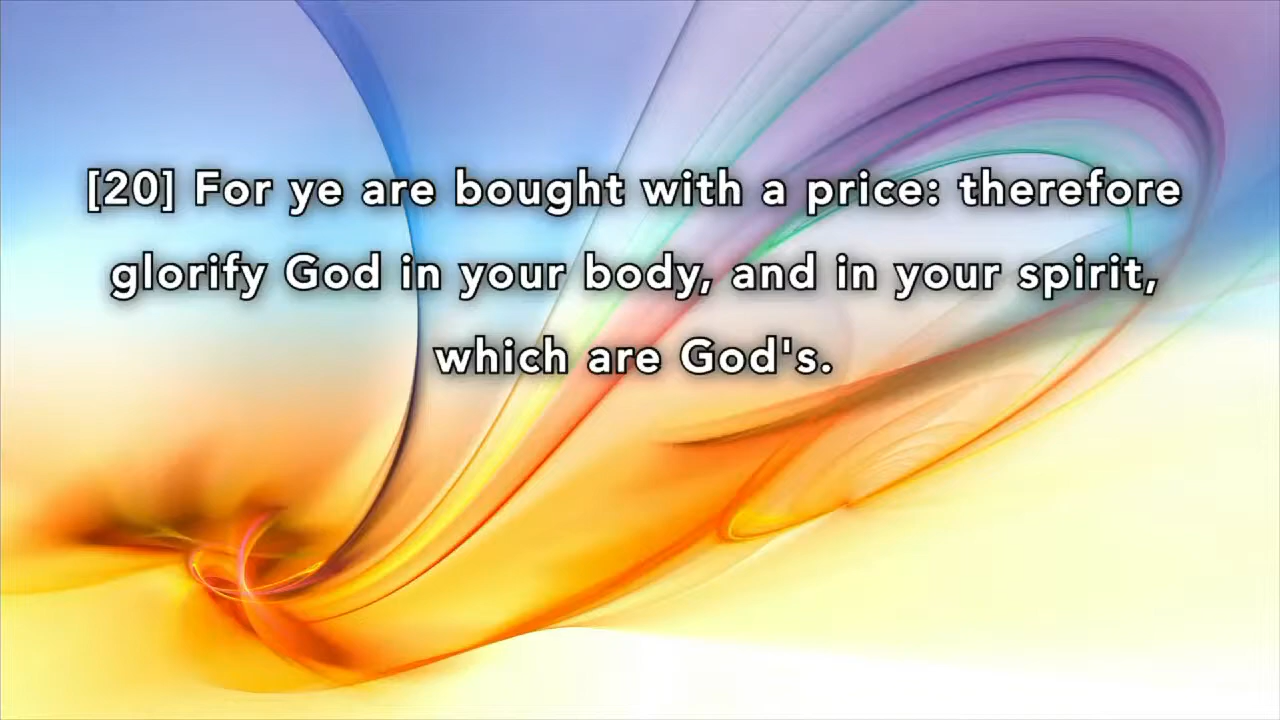 [20] For ye are bought with a price: therefore
glorify God in your body, and in your spirit,
which are God's.